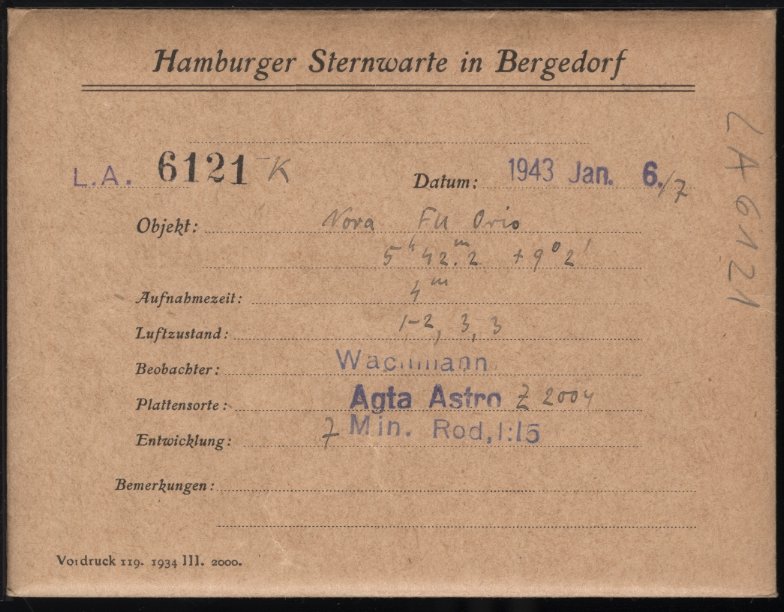 Hamburger Sternwarte in Bergedorf
L.A. 6121 - K
Datum: 1943 Jan. 6./7
LA 6121
Objekt: Nova FU Orio
5ʰ 42.ᵐ2 +9° 2'
Aufnahmezeit: 4ᵐ
Luftzustand: 1-2, 3, 3
Beobachter: Wachmann
Plattensorte: Agfa Astro Z 2004
Entwicklung: 7 Min. Rod, 1:15
Bemerkungen:
Vordruck 119. 1934 III. 2000.